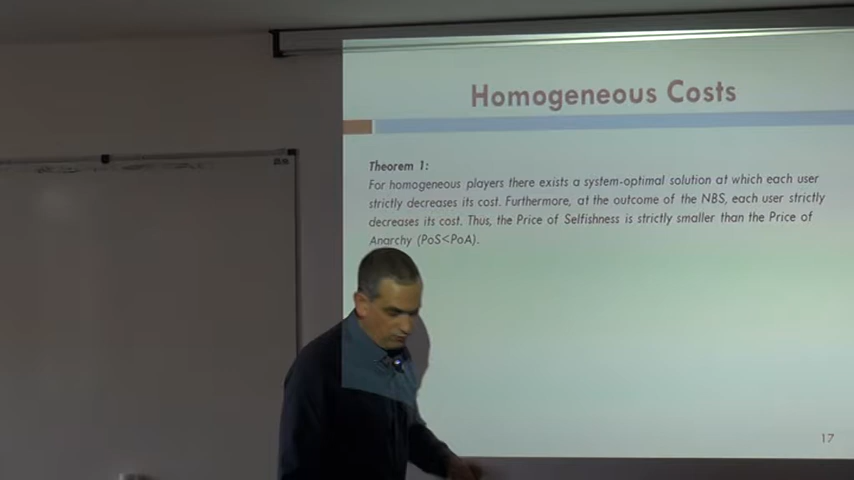 Homogeneous Costs
Theorem 1:
For homogeneous players there exists a system-optimal solution at which each user
strictly decreases its cost. Furthermore, at the outcome of the NBS, each user strictly
decreases its cost. Thus, the Price of Selfishness is strictly smaller than the Price of
Anarchy (PoS<PoA).
17